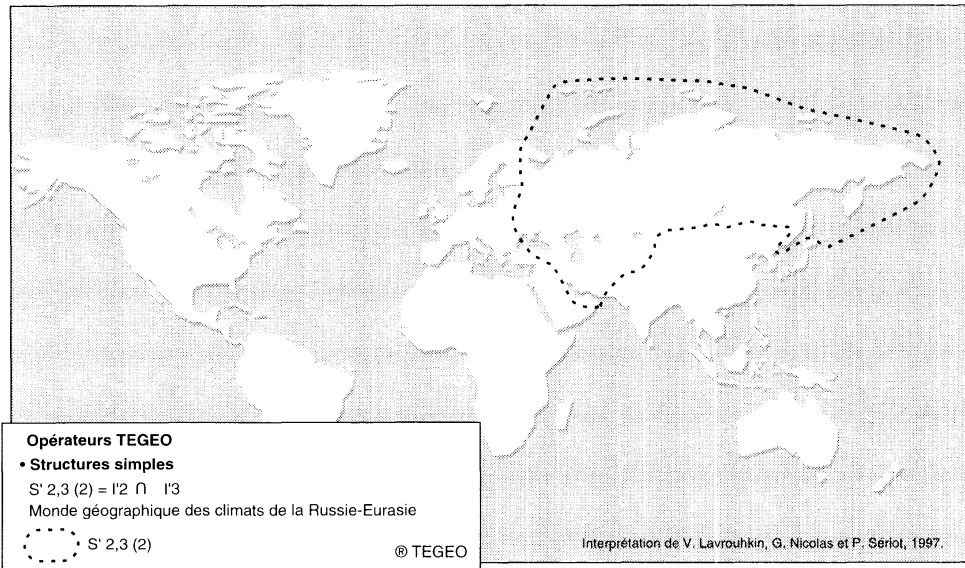 Opérateurs TEGEO
• Structures simples
S' 2,3 (2) = I'2 ∩ I'3
Monde géographique des climats de la Russie-Eurasie
S' 2,3 (2)
® TEGEO
Interprétation de V. Lavrouhkin, G. Nicolas et P. Sériot, 1997.